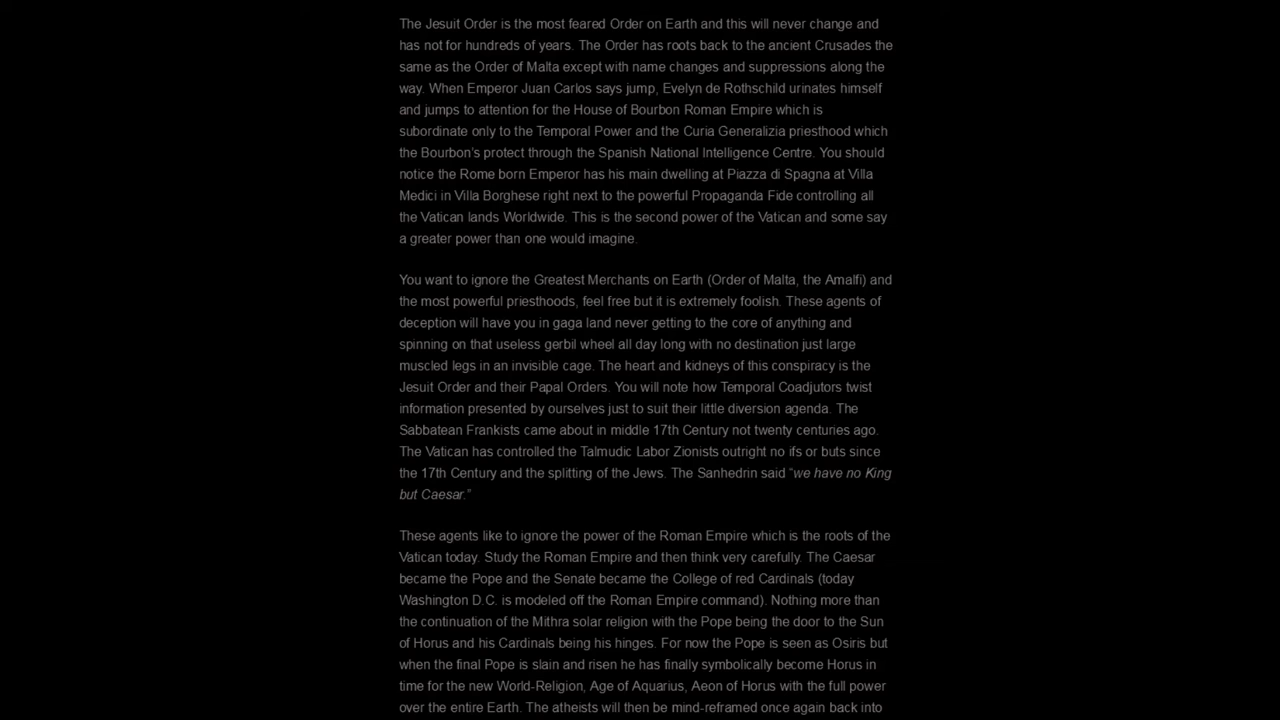 The Jesuit Order is the most feared Order on Earth and this will never change and
has not for hundreds of years. The Order has roots back to the ancient Crusades the
same as the Order of Malta except with name changes and suppressions along the
way. When Emperor Juan Carlos says jump, Evelyn de Rothschild urinates himself
and jumps to attention for the House of Bourbon Roman Empire which is
subordinate only to the Temporal Power and the Curia Generalizia priesthood which
the Bourbon's protect through the Spanish National Intelligence Centre. You should
notice the Rome born Emperor has his main dwelling at Piazza di Spagna at Villa
Medici in Villa Borghese right next to the powerful Propaganda Fide controlling all
the Vatican lands Worldwide. This is the second power of the Vatican and some say
a greater power than one would imagine.
You want to ignore the Greatest Merchants on Earth (Order of Malta, the Amalfi) and
the most powerful priesthoods, feel free but it is extremely foolish. These agents of
deception will have you in gaga land never getting to the core of anything and
spinning on that useless gerbil wheel all day long with no destination just large
muscled legs in an invisible cage. The heart and kidneys of this conspiracy is the
Jesuit Order and their Papal Orders. You will note how Temporal Coadjutors twist
information presented by ourselves just to suit their little diversion agenda. The
Sabbatean Frankists came about in middle 17th Century not twenty centuries ago.
The Vatican has controlled the Talmudic Labor Zionists outright no ifs or buts since
the 17th Century and the splitting of the Jews. The Sanhedrin said “we have no King
but Caesar.”
These agents like to ignore the power of the Roman Empire which is the roots of the
Vatican today. Study the Roman Empire and then think very carefully. The Caesar
became the Pope and the Senate became the College of red Cardinals (today
Washington D.C. is modeled off the Roman Empire command). Nothing more than
the continuation of the Mithra solar religion with the Pope being the door to the Sun
of Horus and his Cardinals being his hinges. For now the Pope is seen as Osiris but
when the final Pope is slain and risen he has finally symbolically become Horus in
time for the new World-Religion, Age of Aquarius, Aeon of Horus with the full power
over the entire Earth. The atheists will then be mind-reframed once again back into